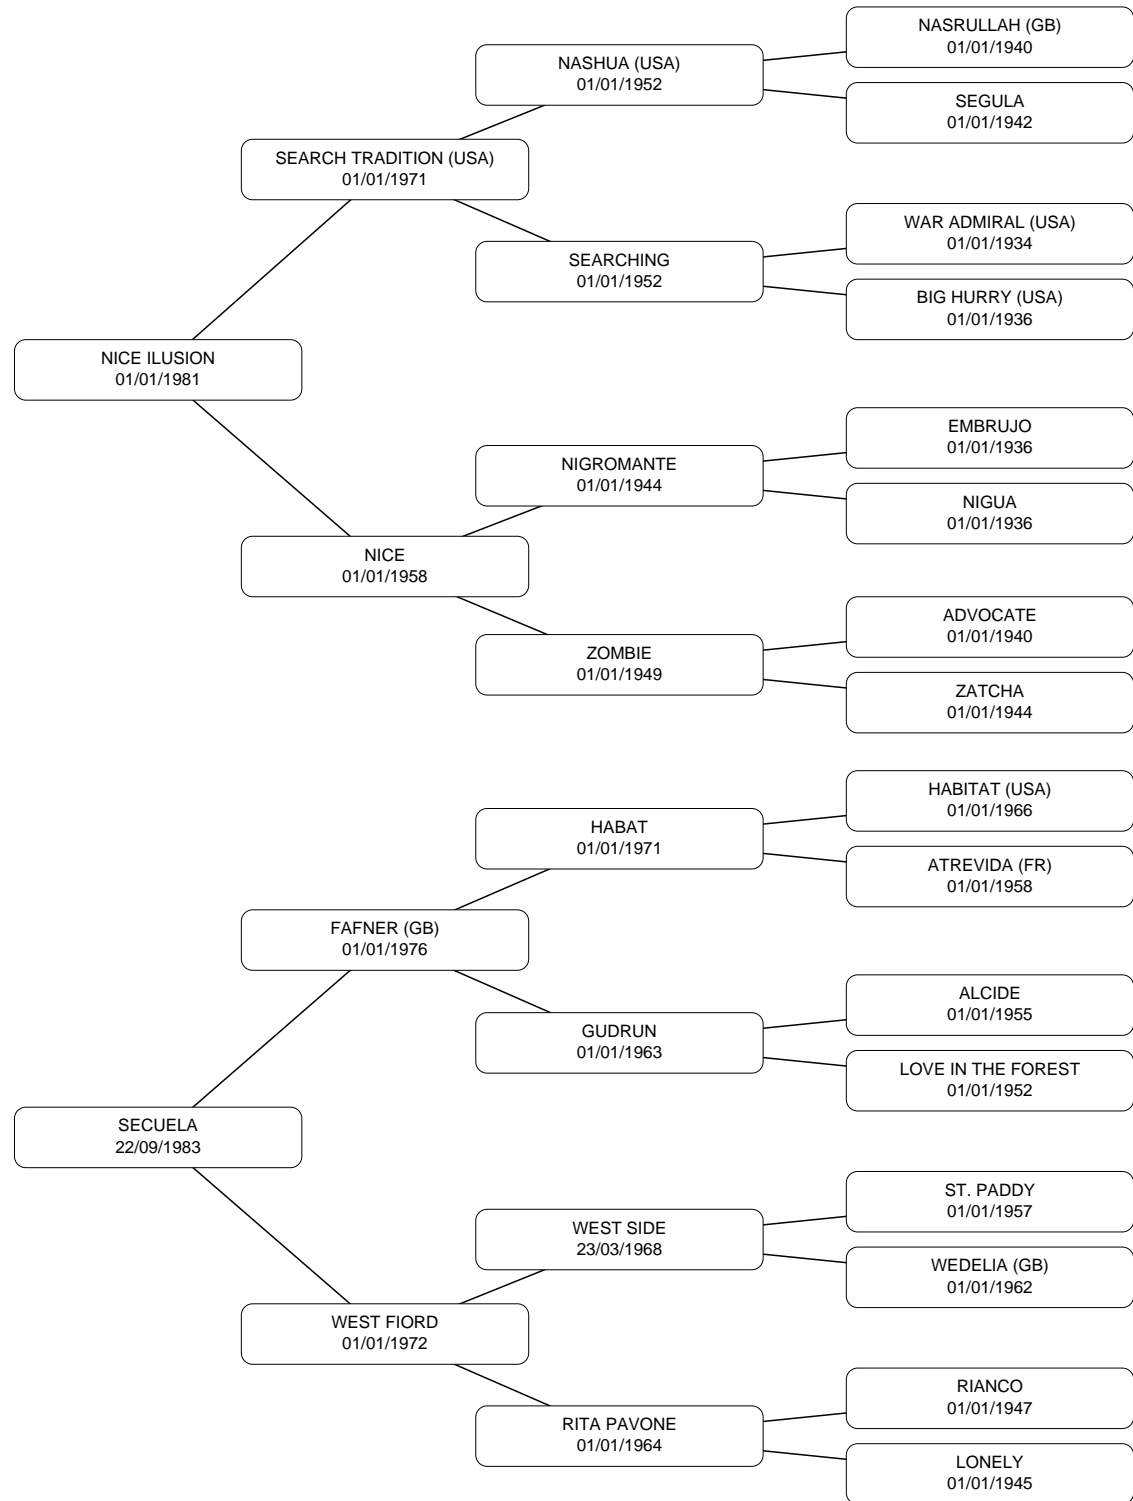 NASRULLAH (GB)
01/01/1940
NASHUA (USA)
01/01/1952
SEGULA
01/01/1942
SEARCH TRADITION (USA)
01/01/1971
WAR ADMIRAL (USA)
01/01/1934
SEARCHING
01/01/1952
BIG HURRY (USA)
01/01/1936
NICE ILUSION
01/01/1981
EMBRUJO
01/01/1936
NIGROMANTE
01/01/1944
NIGUA
01/01/1936
NICE
01/01/1958
ADVOCATE
01/01/1940
ZOMBIE
01/01/1949
ZATCHA
01/01/1944
HABITAT (USA)
01/01/1966
HABAT
01/01/1971
ATREVIDA (FR)
01/01/1958
FAFNER (GB)
01/01/1976
ALCIDE
01/01/1955
GUDRUN
01/01/1963
LOVE IN THE FOREST
01/01/1952
SECUELA
22/09/1983
ST. PADDY
01/01/1957
WEST SIDE
23/03/1968
WEDELIA (GB)
01/01/1962
WEST FIORD
01/01/1972
RIANCO
01/01/1947
RITA PAVONE
01/01/1964
LONELY
01/01/1945